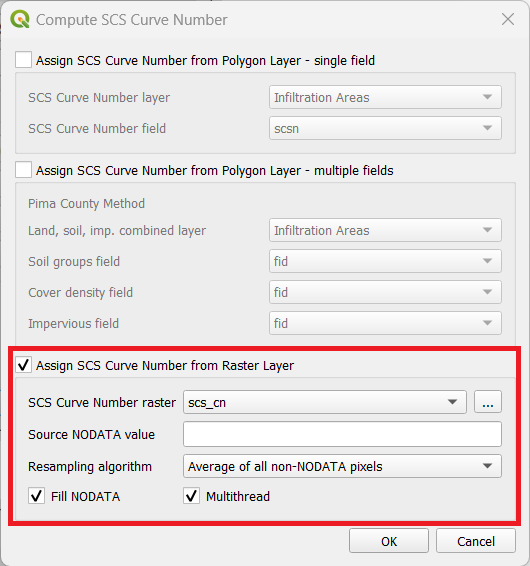 Compute SCS Curve Number
Assign SCS Curve Number from Polygon Layer - single field
SCS Curve Number layer Infiltration Areas
SCS Curve Number field scsn
Assign SCS Curve Number from Polygon Layer - multiple fields
Pima County Method
Land, soil, imp. combined layer Infiltration Areas
Soil groups field fid
Cover density field fid
Impervious field fid
Assign SCS Curve Number from Raster Layer
SCS Curve Number raster scs_cn ...
Source NODATA value
Resampling algorithm Average of all non-NODATA pixels
Fill NODATA Multithread
OK Cancel